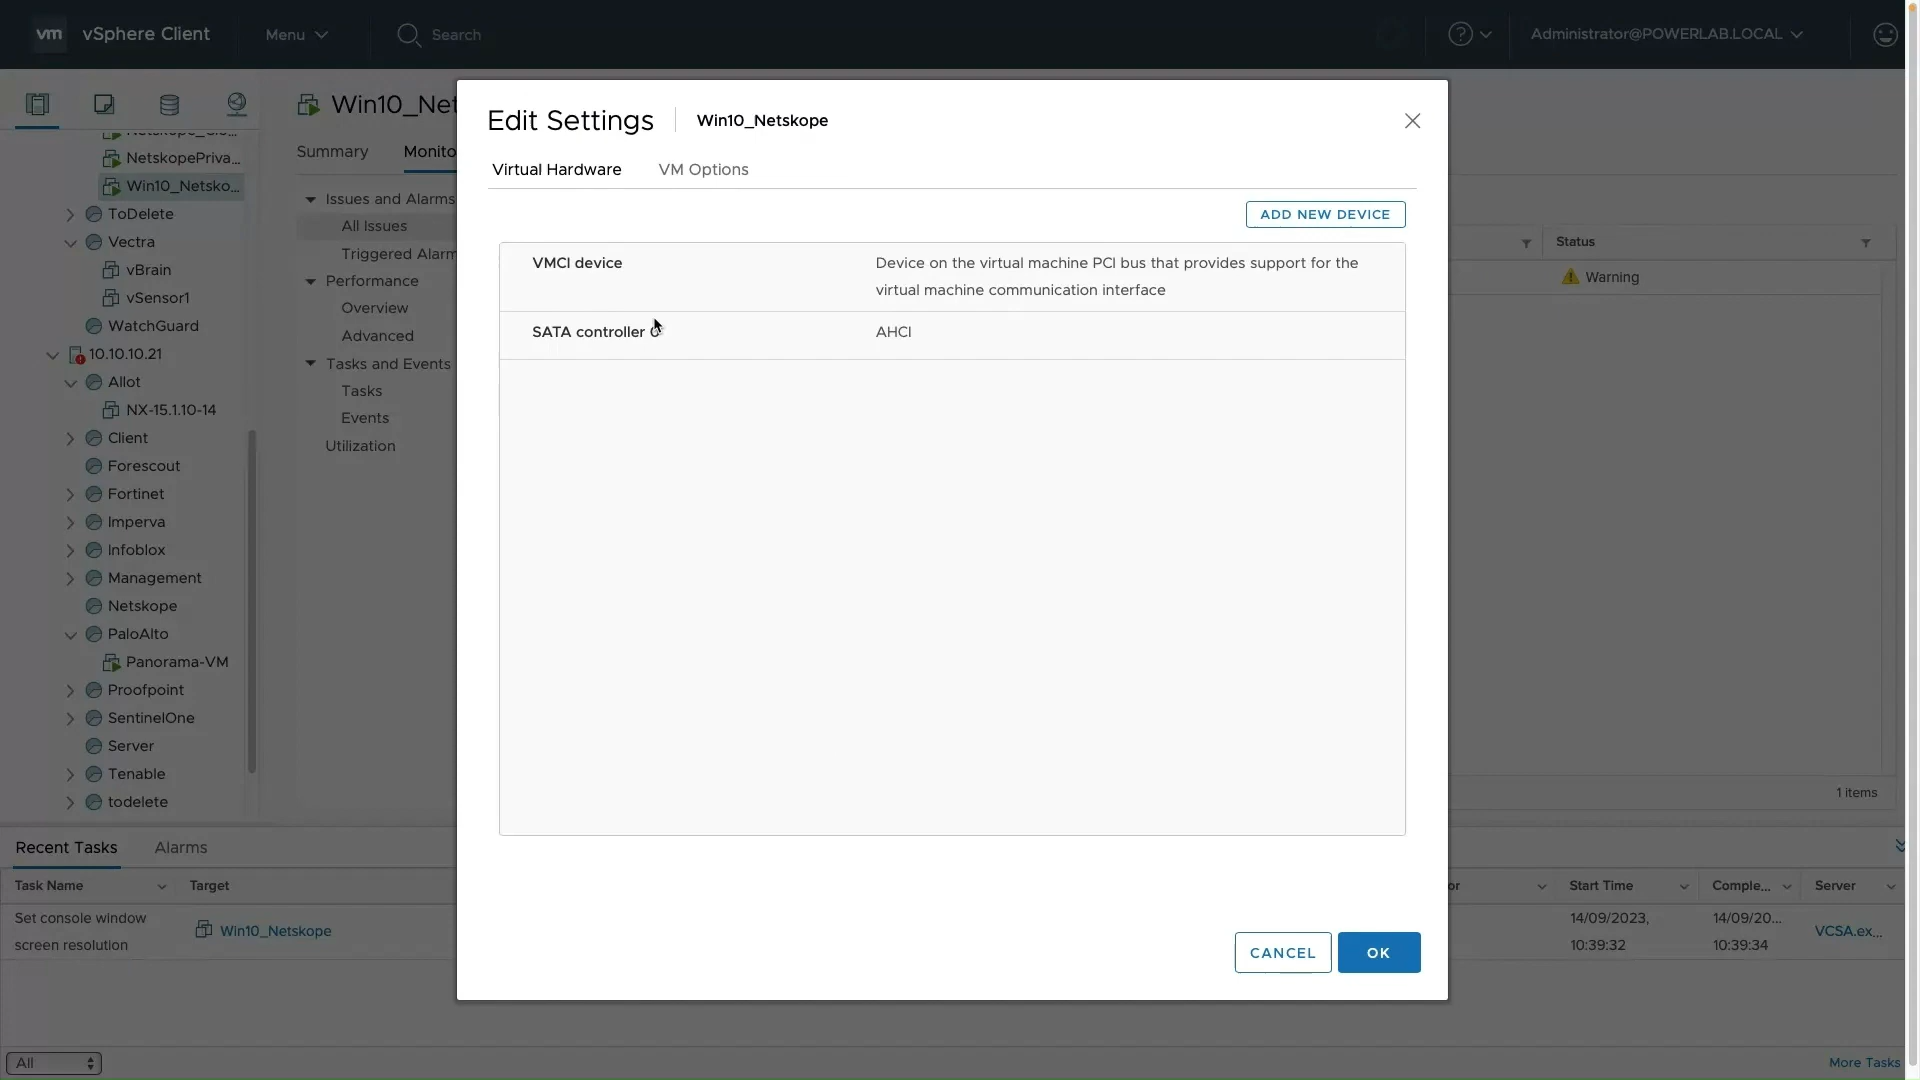 vm vSphere Client Menu Search Administrator@POWERLAB.LOCAL
NetskopePriva...
Win10_Netsko...
ToDelete
Vectra
vBrain
vSensor1
WatchGuard
10.10.10.21
Allot
NX-15.1.10-14
Client
Forescout
Fortinet
Imperva
Infoblox
Management
Netskope
PaloAlto
Panorama-VM
Proofpoint
SentinelOne
Server
Tenable
todelete
Win10_Net
Summary Monito
Issues and Alarms
All Issues
Triggered Alarm
Performance
Overview
Advanced
Tasks and Events
Tasks
Events
Utilization
Edit Settings Win10_Netskope
Virtual Hardware VM Options
ADD NEW DEVICE
VMCI device
Device on the virtual machine PCI bus that provides support for the
virtual machine communication interface
SATA controller 0 AHCI
CANCEL OK
Status
Warning
1 items
Recent Tasks Alarms
Task Name Target or Start Time Comple... Server
Set console window
screen resolution
Win10_Netskope
14/09/2023,
10:39:32
14/09/20...
10:39:34
VCSA.ex...
All More Tasks